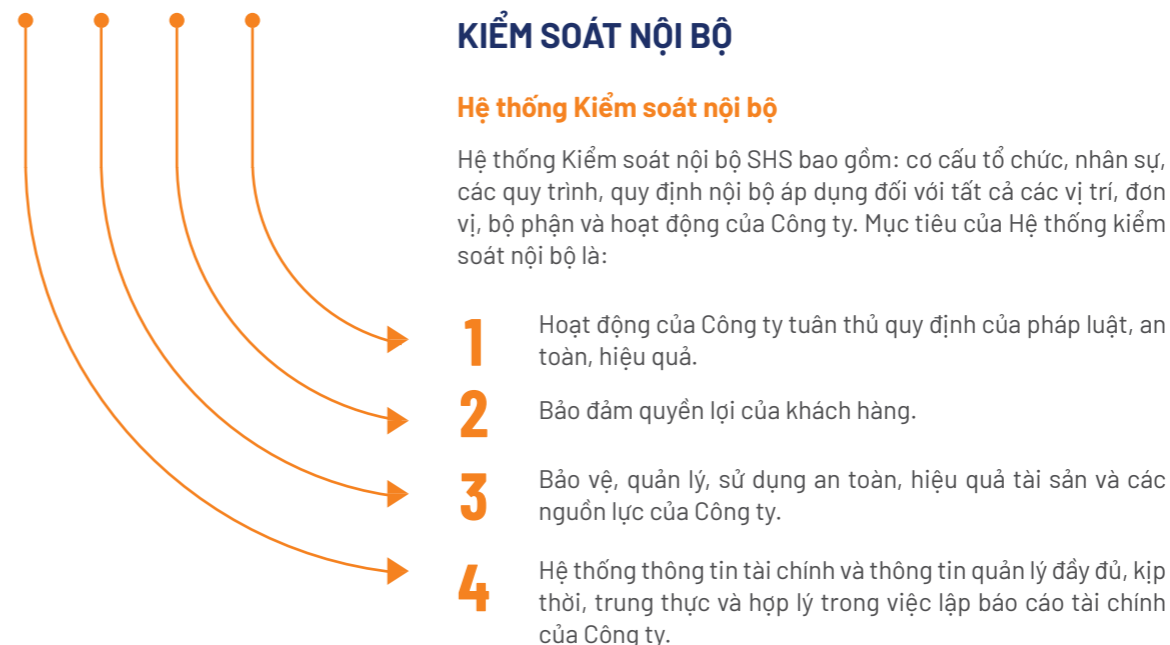 KIỂM SOÁT NỘI BỘ
Hệ thống Kiểm soát nội bộ
Hệ thống Kiểm soát nội bộ SHS bao gồm: cơ cấu tổ chức, nhân sự,
các quy trình, quy định nội bộ áp dụng đối với tất cả các vị trí, đơn
vị, bộ phận và hoạt động của Công ty. Mục tiêu của Hệ thống kiểm
soát nội bộ là:
1
Hoạt động của Công ty tuân thủ quy định của pháp luật, an
toàn, hiệu quả.
2
Bảo đảm quyền lợi của khách hàng.
3
Bảo vệ, quản lý, sử dụng an toàn, hiệu quả tài sản và các
nguồn lực của Công ty.
4
Hệ thống thông tin tài chính và thông tin quản lý đầy đủ, kịp
thời, trung thực và hợp lý trong việc lập báo cáo tài chính
của Công ty.